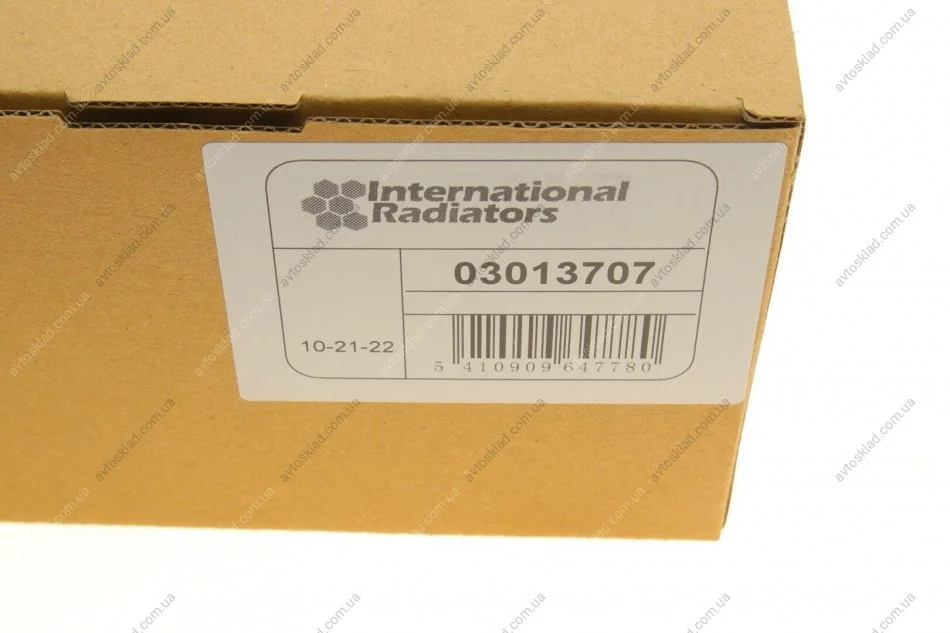 International
Radiators
03013707
10-21-22
5 410909 647780
avtosklad.com.ua